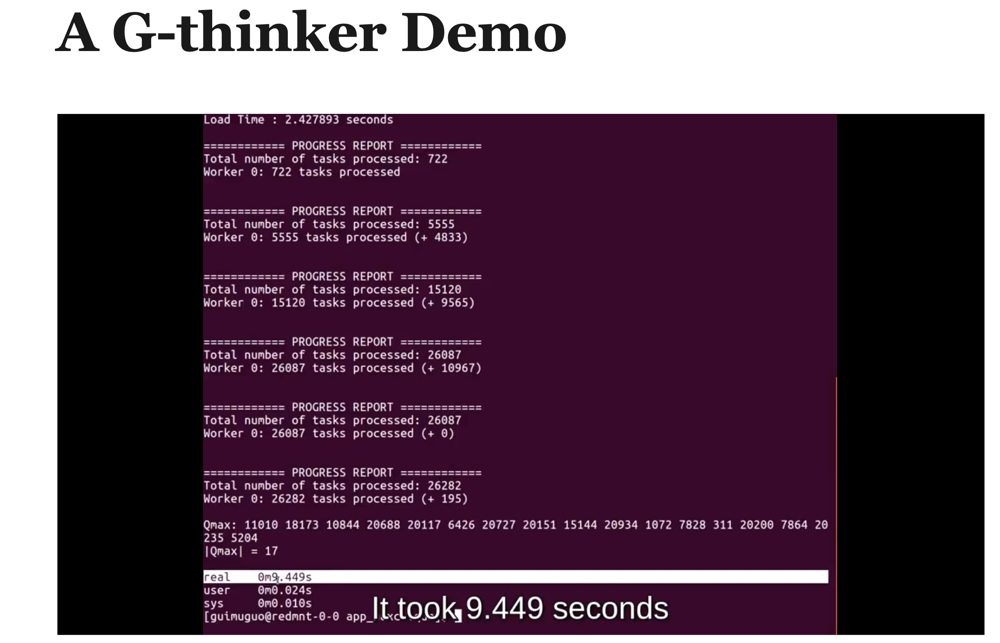 A G-thinker Demo
Load Time : 2.427893 seconds
============ PROGRESS REPORT ============
Total number of tasks processed: 722
Worker 0: 722 tasks processed
============ PROGRESS REPORT ============
Total number of tasks processed: 5555
Worker 0: 5555 tasks processed (+ 4833)
============ PROGRESS REPORT ============
Total number of tasks processed: 15120
Worker 0: 15120 tasks processed (+ 9565)
============ PROGRESS REPORT ============
Total number of tasks processed: 26087
Worker 0: 26087 tasks processed (+ 10967)
============ PROGRESS REPORT ============
Total number of tasks processed: 26087
Worker 0: 26087 tasks processed (+ 0)
============ PROGRESS REPORT ============
Total number of tasks processed: 26282
Worker 0: 26282 tasks processed (+ 195)
Qmax: 11010 18173 10844 20688 20117 6426 20727 20151 15144 20934 1072 7828 311 20200 7864 20
235 5204
|Qmax| = 17
real 0m9.449s
user 0m0.024s
sys 0m0.010s
[guimuguo@redmnt-0-0
It took 9.449 seconds